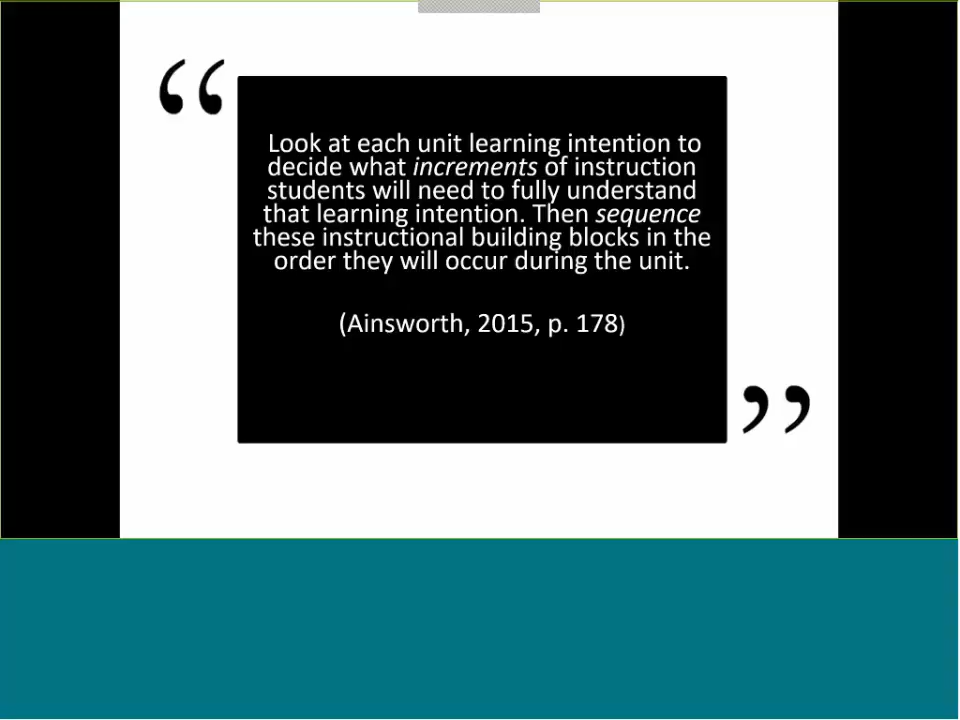 “
Look at each unit learning intention to
decide what increments of instruction
students will need to fully understand
that learning intention. Then sequence
these instructional building blocks in the
order they will occur during the unit.
(Ainsworth, 2015, p. 178)
”